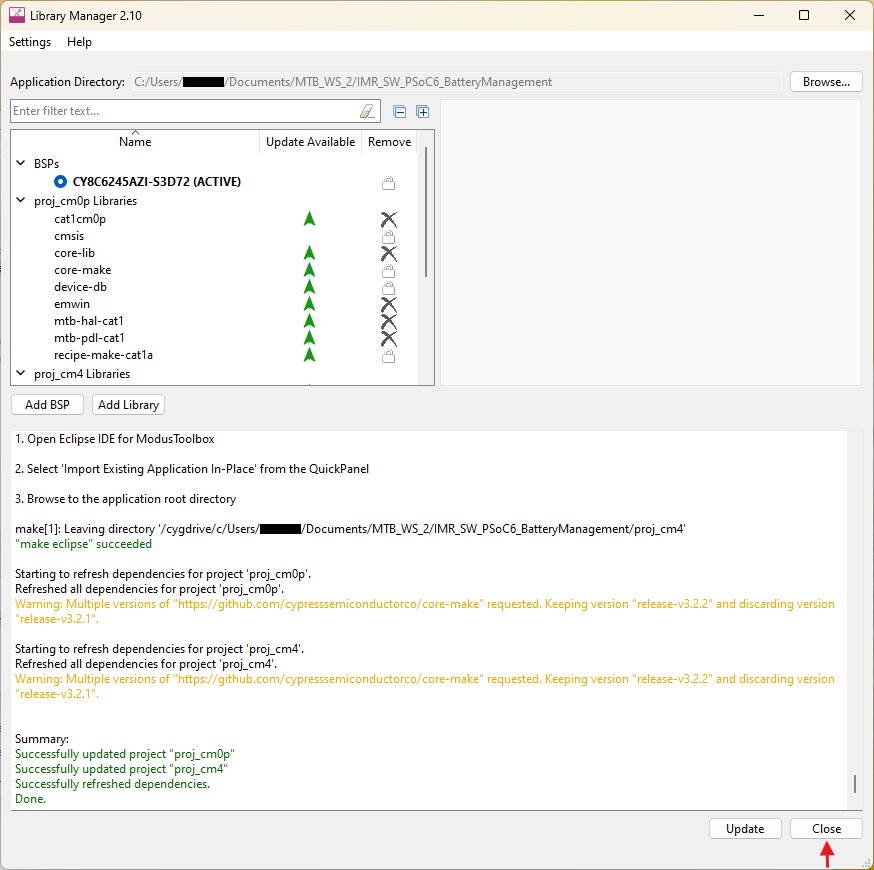 Library Manager 2.10
Settings Help
Application Directory: C:/Users/ /Documents/MTB_WS_2/IMR_SW_PSoC6_BatteryManagement Browse...
Enter filter text...
Name Update Available Remove
BSPs
CY8C6245AZI-S3D72 (ACTIVE)
proj_cm0p Libraries
cat1cm0p
cmsis
core-lib
core-make
device-db
emwin
mtb-hal-cat1
mtb-pdl-cat1
recipe-make-cat1a
proj_cm4 Libraries
Add BSP Add Library
1. Open Eclipse IDE for ModusToolbox
2. Select 'Import Existing Application In-Place' from the QuickPanel
3. Browse to the application root directory
make[1]: Leaving directory '/cygdrive/c/Users/ /Documents/MTB_WS_2/IMR_SW_PSoC6_BatteryManagement/proj_cm4'
"make eclipse" succeeded
Starting to refresh dependencies for project 'proj_cm0p'.
Refreshed all dependencies for project 'proj_cm0p'.
Warning: Multiple versions of "https://github.com/cypresssemiconductorco/core-make" requested. Keeping version "release-v3.2.2" and discarding version
"release-v3.2.1".
Starting to refresh dependencies for project 'proj_cm4'.
Refreshed all dependencies for project 'proj_cm4'.
Warning: Multiple versions of "https://github.com/cypresssemiconductorco/core-make" requested. Keeping version "release-v3.2.2" and discarding version
"release-v3.2.1".
Summary:
Successfully updated project "proj_cm0p"
Successfully updated project "proj_cm4"
Successfully refreshed dependencies.
Done.
Update Close